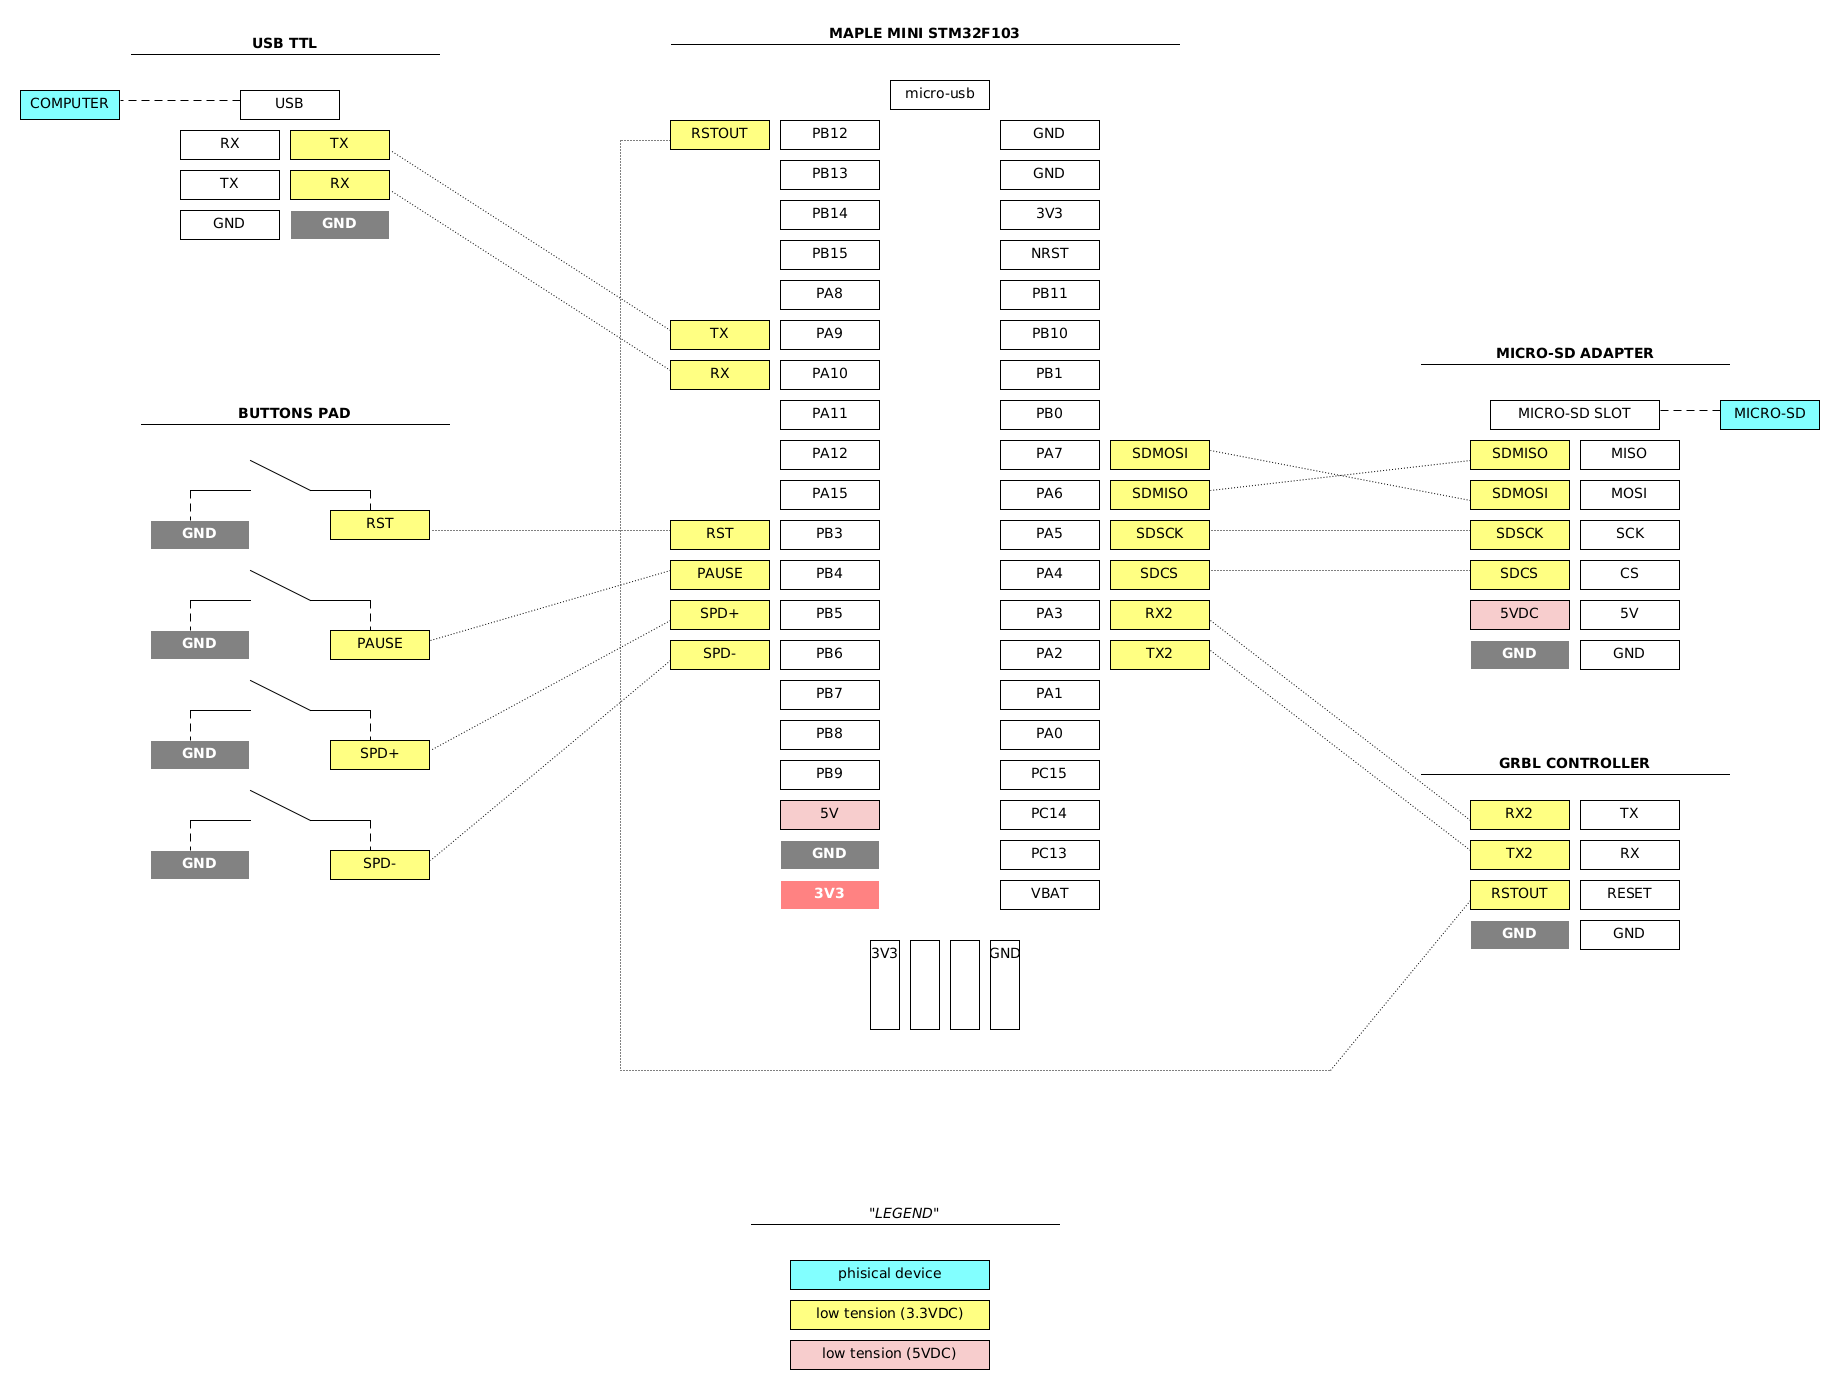 USB TTL
COMPUTER
USB
RX TX
TX RX
GND GND
BUTTONS PAD
GND RST
GND PAUSE
GND SPD+
GND SPD-
MAPLE MINI STM32F103
micro-usb
RSTOUT PB12 GND
PB13 GND
PB14 3V3
PB15 NRST
PA8 PB11
TX PA9 PB10
RX PA10 PB1
PA11 PB0
PA12 PA7 SDMOSI
PA15 PA6 SDMISO
RST PB3 PA5 SDSCK
PAUSE PB4 PA4 SDCS
SPD+ PB5 PA3 RX2
SPD- PB6 PA2 TX2
PB7 PA1
PB8 PA0
PB9 PC15
5V PC14
GND PC13
3V3 VBAT
3V3 GND
MICRO-SD ADAPTER
MICRO-SD SLOT MICRO-SD
SDMISO MISO
SDMOSI MOSI
SDSCK SCK
SDCS CS
5VDC 5V
GND GND
GRBL CONTROLLER
RX2 TX
TX2 RX
RSTOUT RESET
GND GND
"LEGEND"
phisical device
low tension (3.3VDC)
low tension (5VDC)